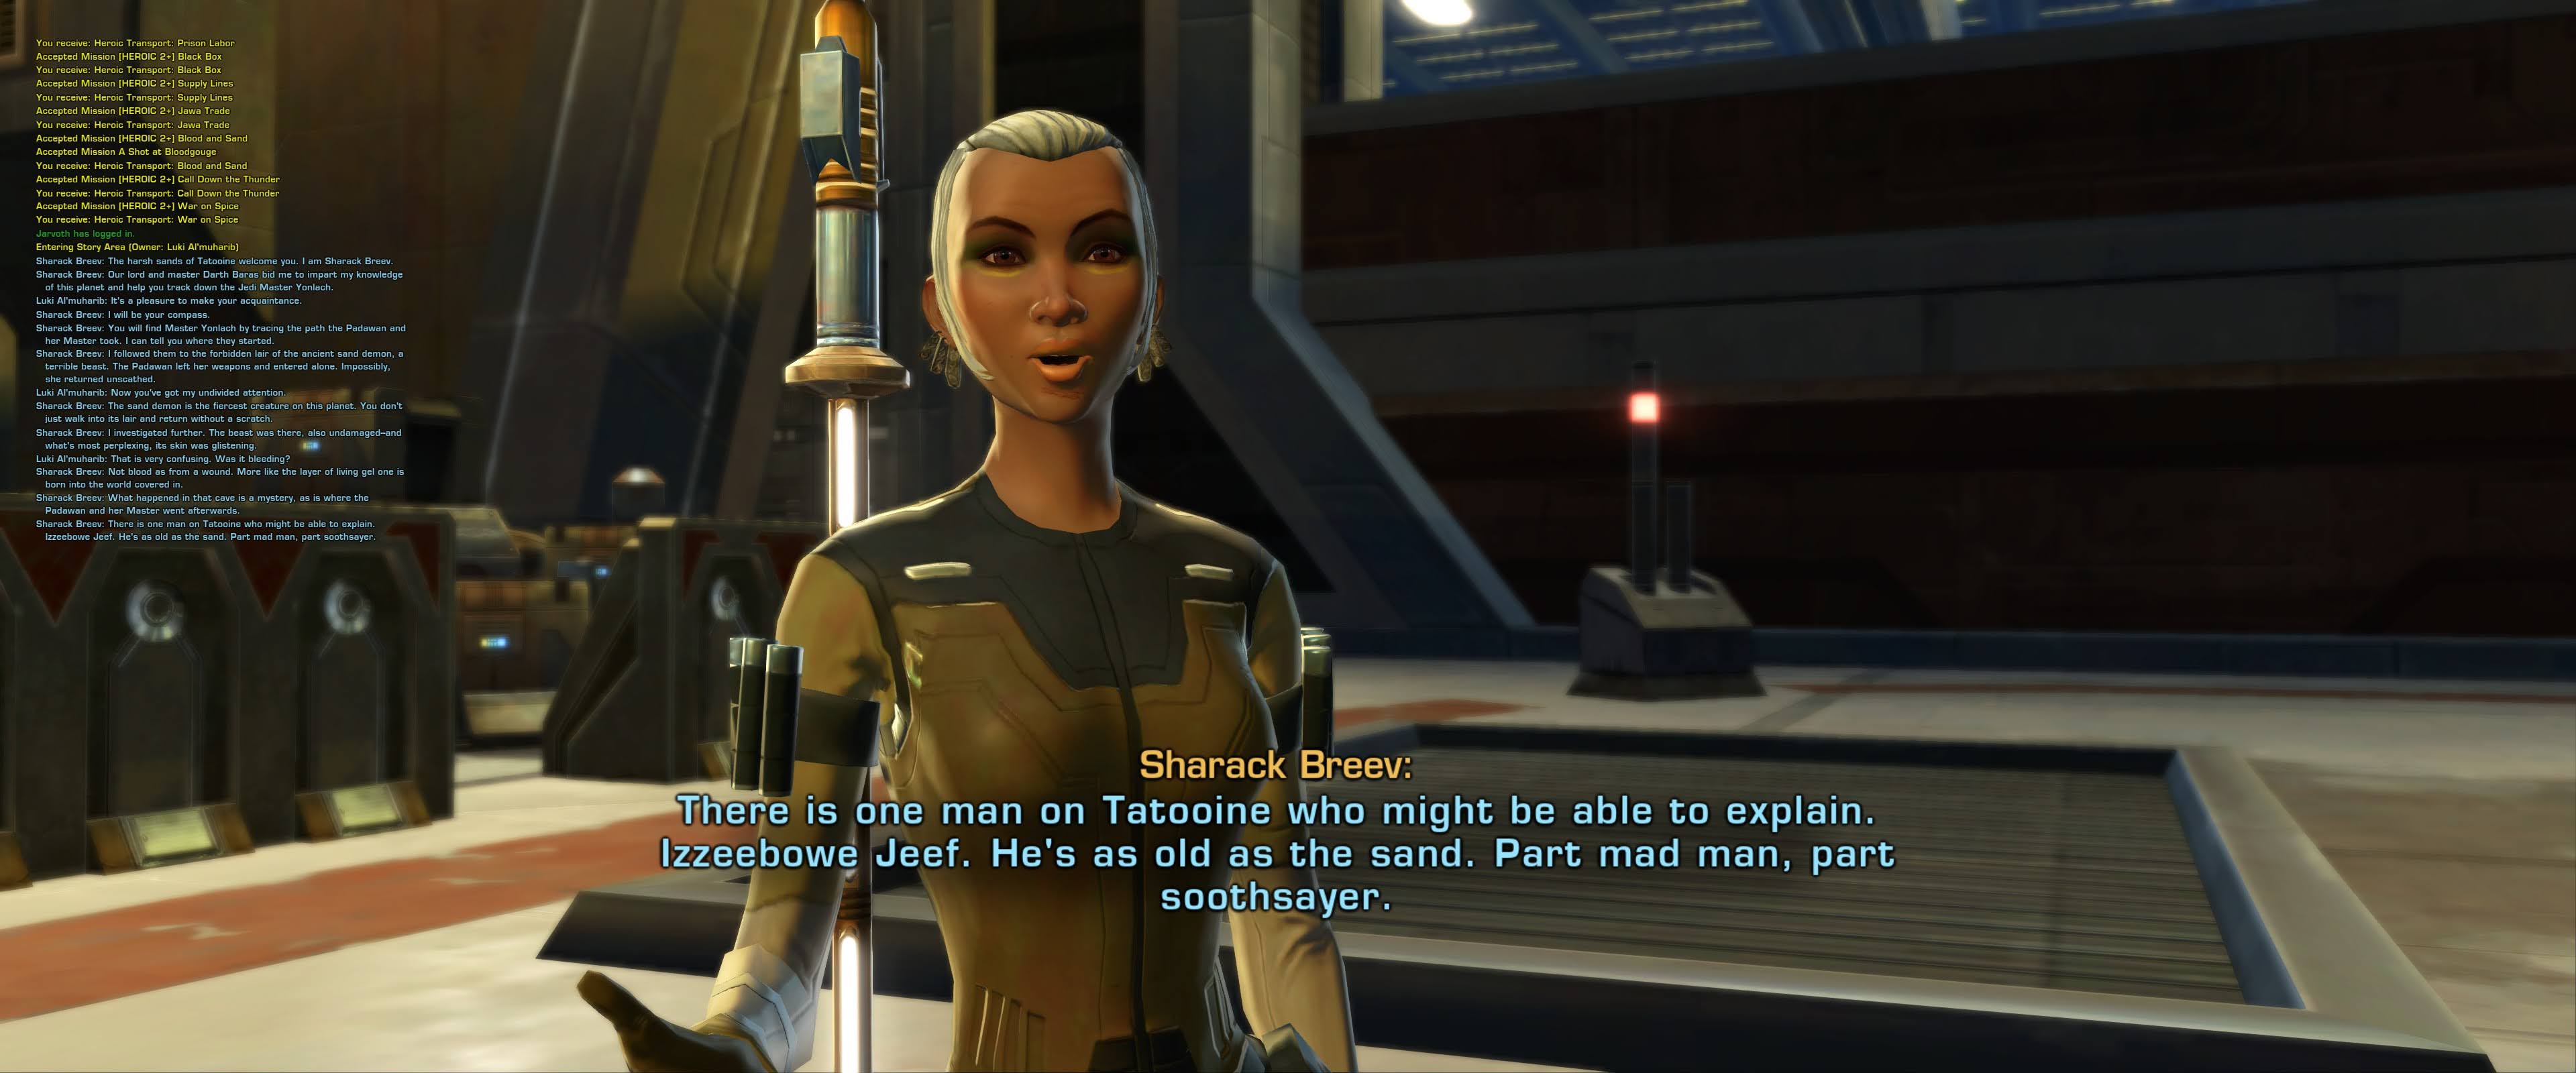 You receive: Heroic Transport: Prison Labor
Accepted Mission [HEROIC 2+] Black Box
You receive: Heroic Transport: Black Box
Accepted Mission [HEROIC 2+] Supply Lines
You receive: Heroic Transport: Supply Lines
Accepted Mission [HEROIC 2+] Jawa Trade
You receive: Heroic Transport: Jawa Trade
Accepted Mission [HEROIC 2+] Blood and Sand
Accepted Mission A Shot at Bloodgouge
You receive: Heroic Transport: Blood and Sand
Accepted Mission [HEROIC 2+] Call Down the Thunder
You receive: Heroic Transport: Call Down the Thunder
Accepted Mission [HEROIC 2+] War on Spice
You receive: Heroic Transport: War on Spice
Jarvoth has logged in.
Entering Story Area (Owner: Luki Al'muharib)
Sharack Breev: The harsh sands of Tatooine welcome you. I am Sharack Breev.
Sharack Breev: Our lord and master Darth Baras bid me to impart my knowledge
of this planet and help you track down the Jedi Master Yonlach.
Luki Al'muharib: It's a pleasure to make your acquaintance.
Sharack Breev: I will be your compass.
Sharack Breev: You will find Master Yonlach by tracing the path the Padawan and
her Master took. I can tell you where they started.
Sharack Breev: I followed them to the forbidden lair of the ancient sand demon, a
terrible beast. The Padawan left her weapons and entered alone. Impossibly,
she returned unscathed.
Luki Al'muharib: Now you've got my undivided attention.
Sharack Breev: The sand demon is the fiercest creature on this planet. You don't
just walk into its lair and return without a scratch.
Sharack Breev: I investigated further. The beast was there, also undamaged—and
what's most perplexing, its skin was glistening.
Luki Al'muharib: That is very confusing. Was it bleeding?
Sharack Breev: Not blood as from a wound. More like the layer of living gel one is
born into the world covered in.
Sharack Breev: What happened in that cave is a mystery, as is where the
Padawan and her Master went afterwards.
Sharack Breev: There is one man on Tatooine who might be able to explain.
Izzeebowe Jeef. He's as old as the sand. Part mad man, part soothsayer.
Sharack Breev:
There is one man on Tatooine who might be able to explain.
Izzeebowe Jeef. He's as old as the sand. Part mad man, part
soothsayer.